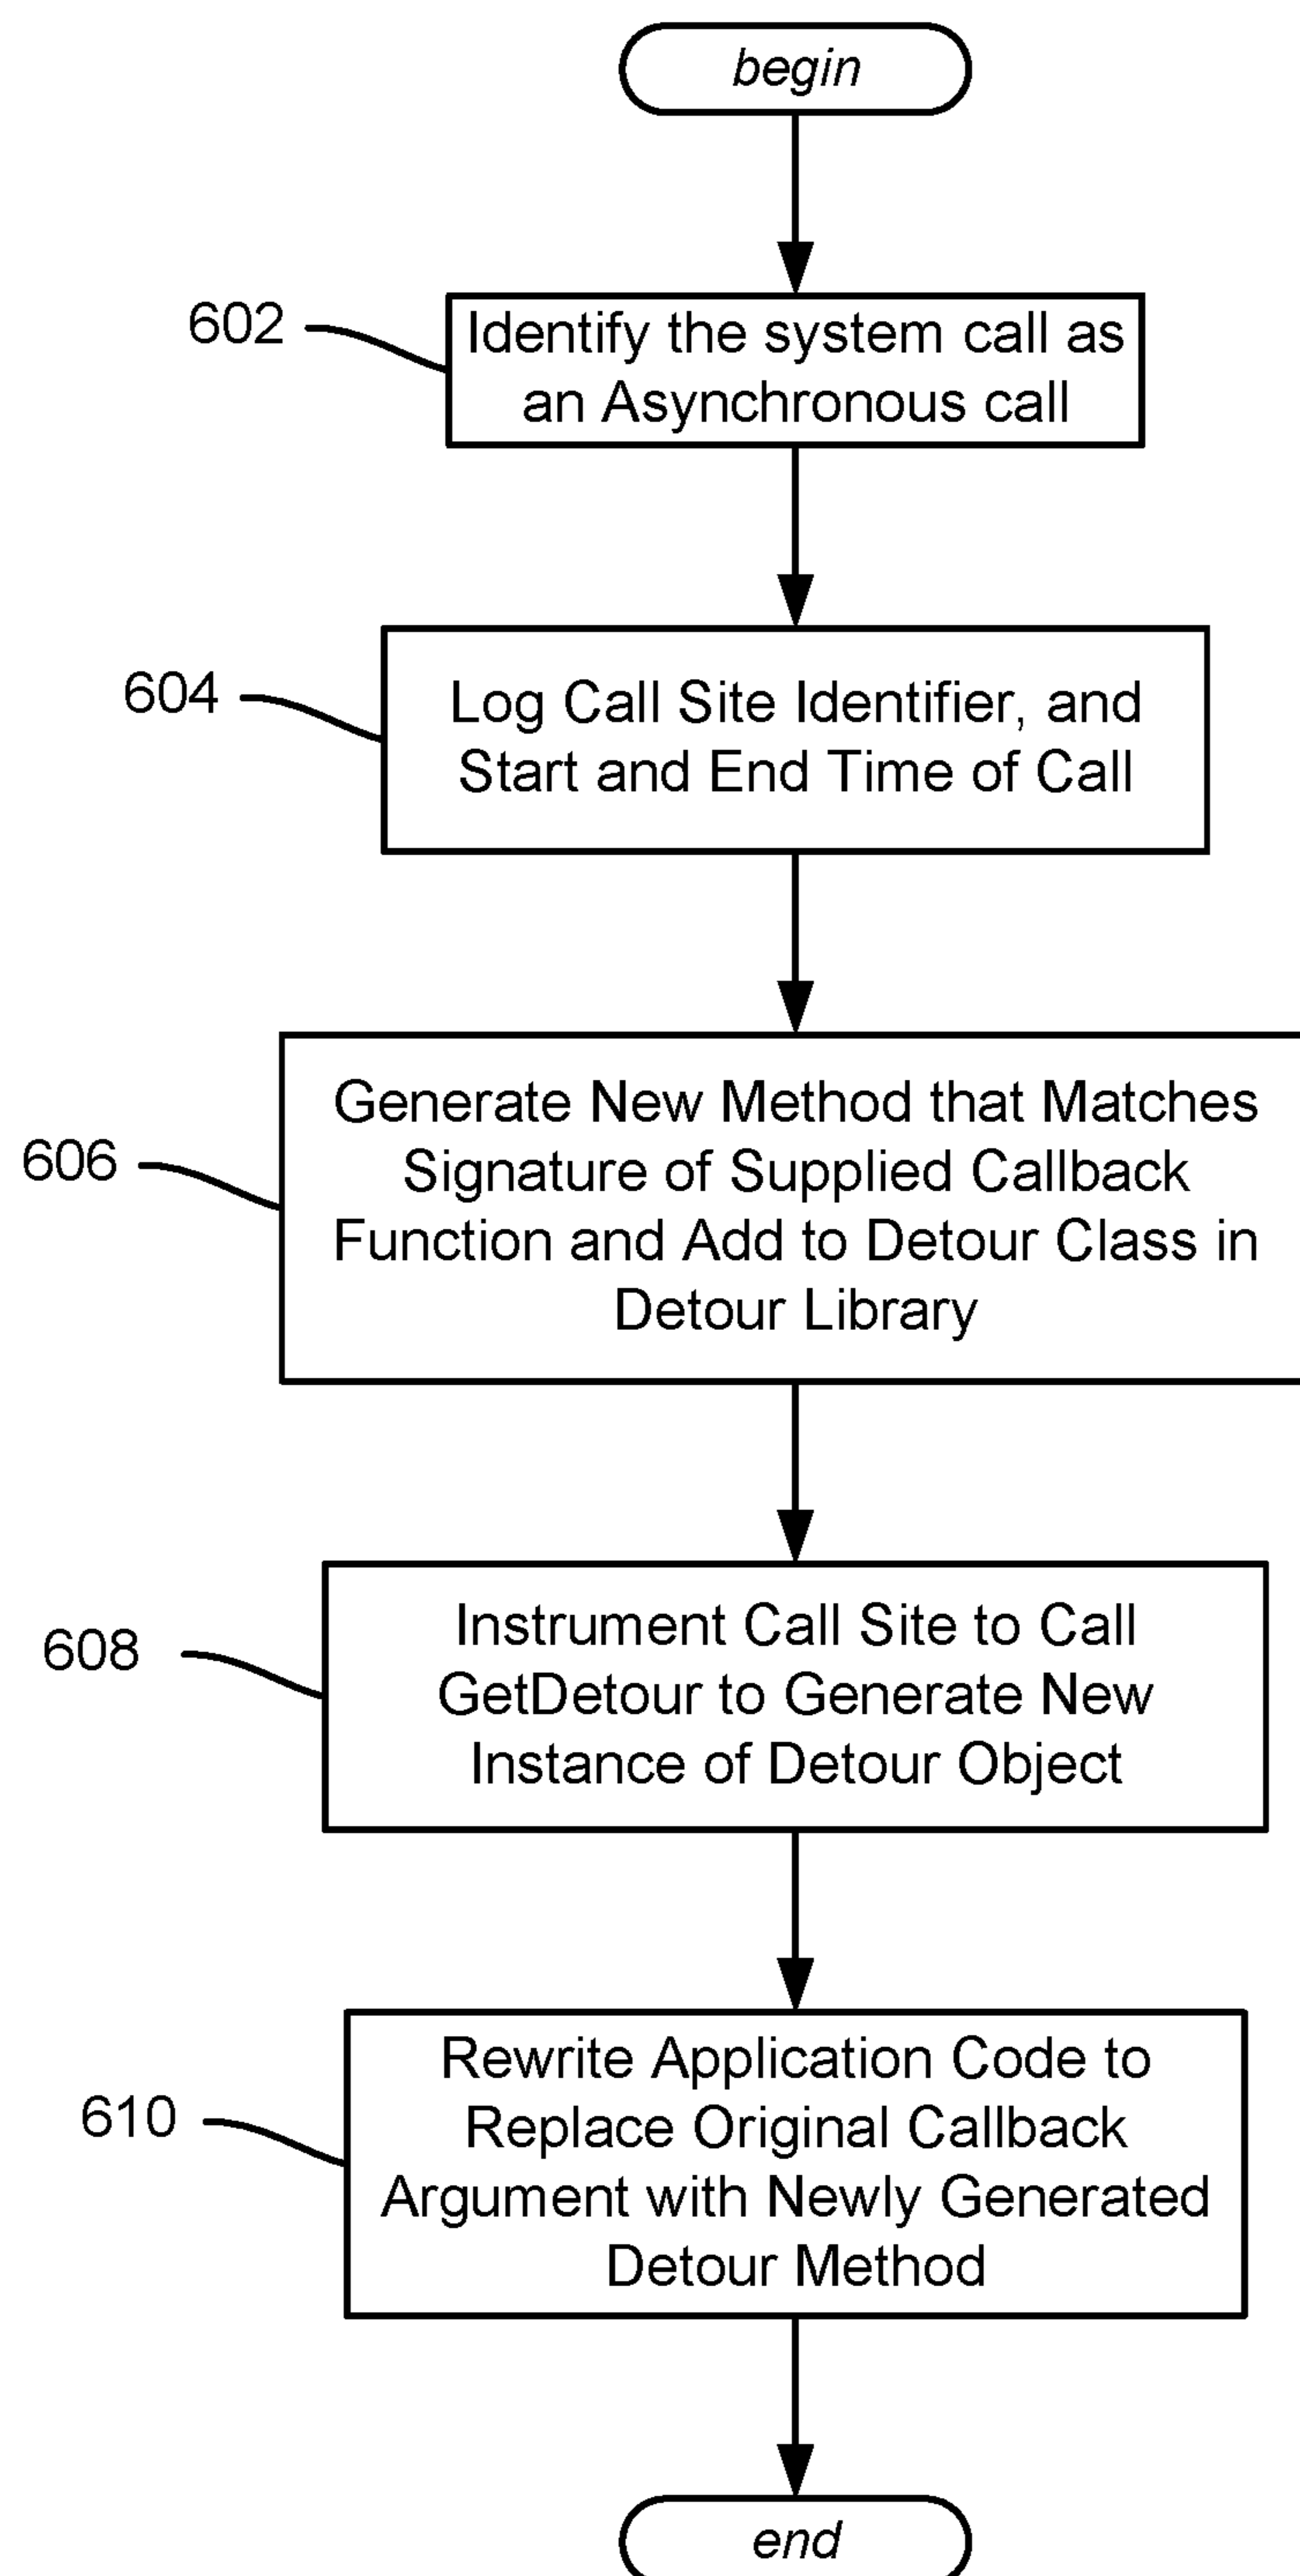 begin
602
Identify the system call as
an Asynchronous call
604
Log Call Site Identifier, and
Start and End Time of Call
606
Generate New Method that Matches
Signature of Supplied Callback
Function and Add to Detour Class in
Detour Library
608
Instrument Call Site to Call
GetDetour to Generate New
Instance of Detour Object
610
Rewrite Application Code to
Replace Original Callback
Argument with Newly Generated
Detour Method
end